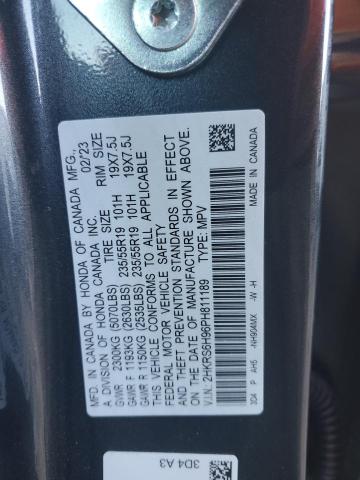 MFD. IN CANADA BY HONDA OF CANADA MFG.,
A DIVISION OF HONDA CANADA INC. 02/23
TIRE SIZE RIM SIZE
GVWR 2300KG (5070LBS)
GAWR F 1193KG (2630LBS) 235/55R19 101H 19X7.5J
GAWR R 1150KG (2535LBS) 235/55R19 101H 19X7.5J
THIS VEHICLE CONFORMS TO ALL APPLICABLE
FEDERAL MOTOR VEHICLE SAFETY
AND THEFT PREVENTION STANDARDS IN EFFECT
ON THE DATE OF MANUFACTURE SHOWN ABOVE.
V.I.N.: 2HKRS6H96PH811189 TYPE: MPV
3D4 P AH5 -NH904MX -W -H MADE IN CANADA
3D4 A3